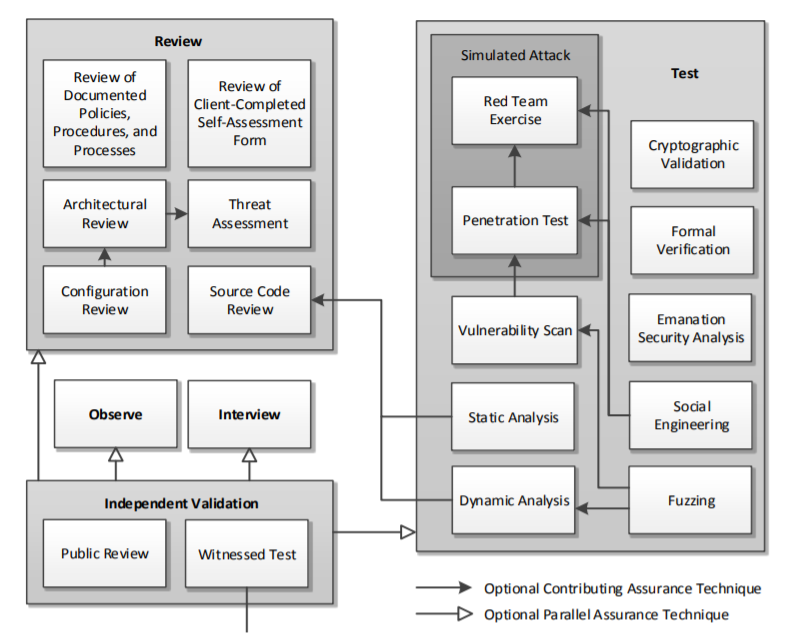 Review
Review of
Documented
Policies,
Procedures, and
Processes
Review of
Client-Completed
Self-Assessment
Form
Architectural
Review
Threat
Assessment
Configuration
Review
Source Code
Review
Observe
Interview
Independent Validation
Public Review
Witnessed Test
Test
Simulated Attack
Red Team
Exercise
Penetration Test
Vulnerability Scan
Static Analysis
Dynamic Analysis
Cryptographic
Validation
Formal
Verification
Emanation
Security Analysis
Social
Engineering
Fuzzing
Optional Contributing Assurance Technique
Optional Parallel Assurance Technique